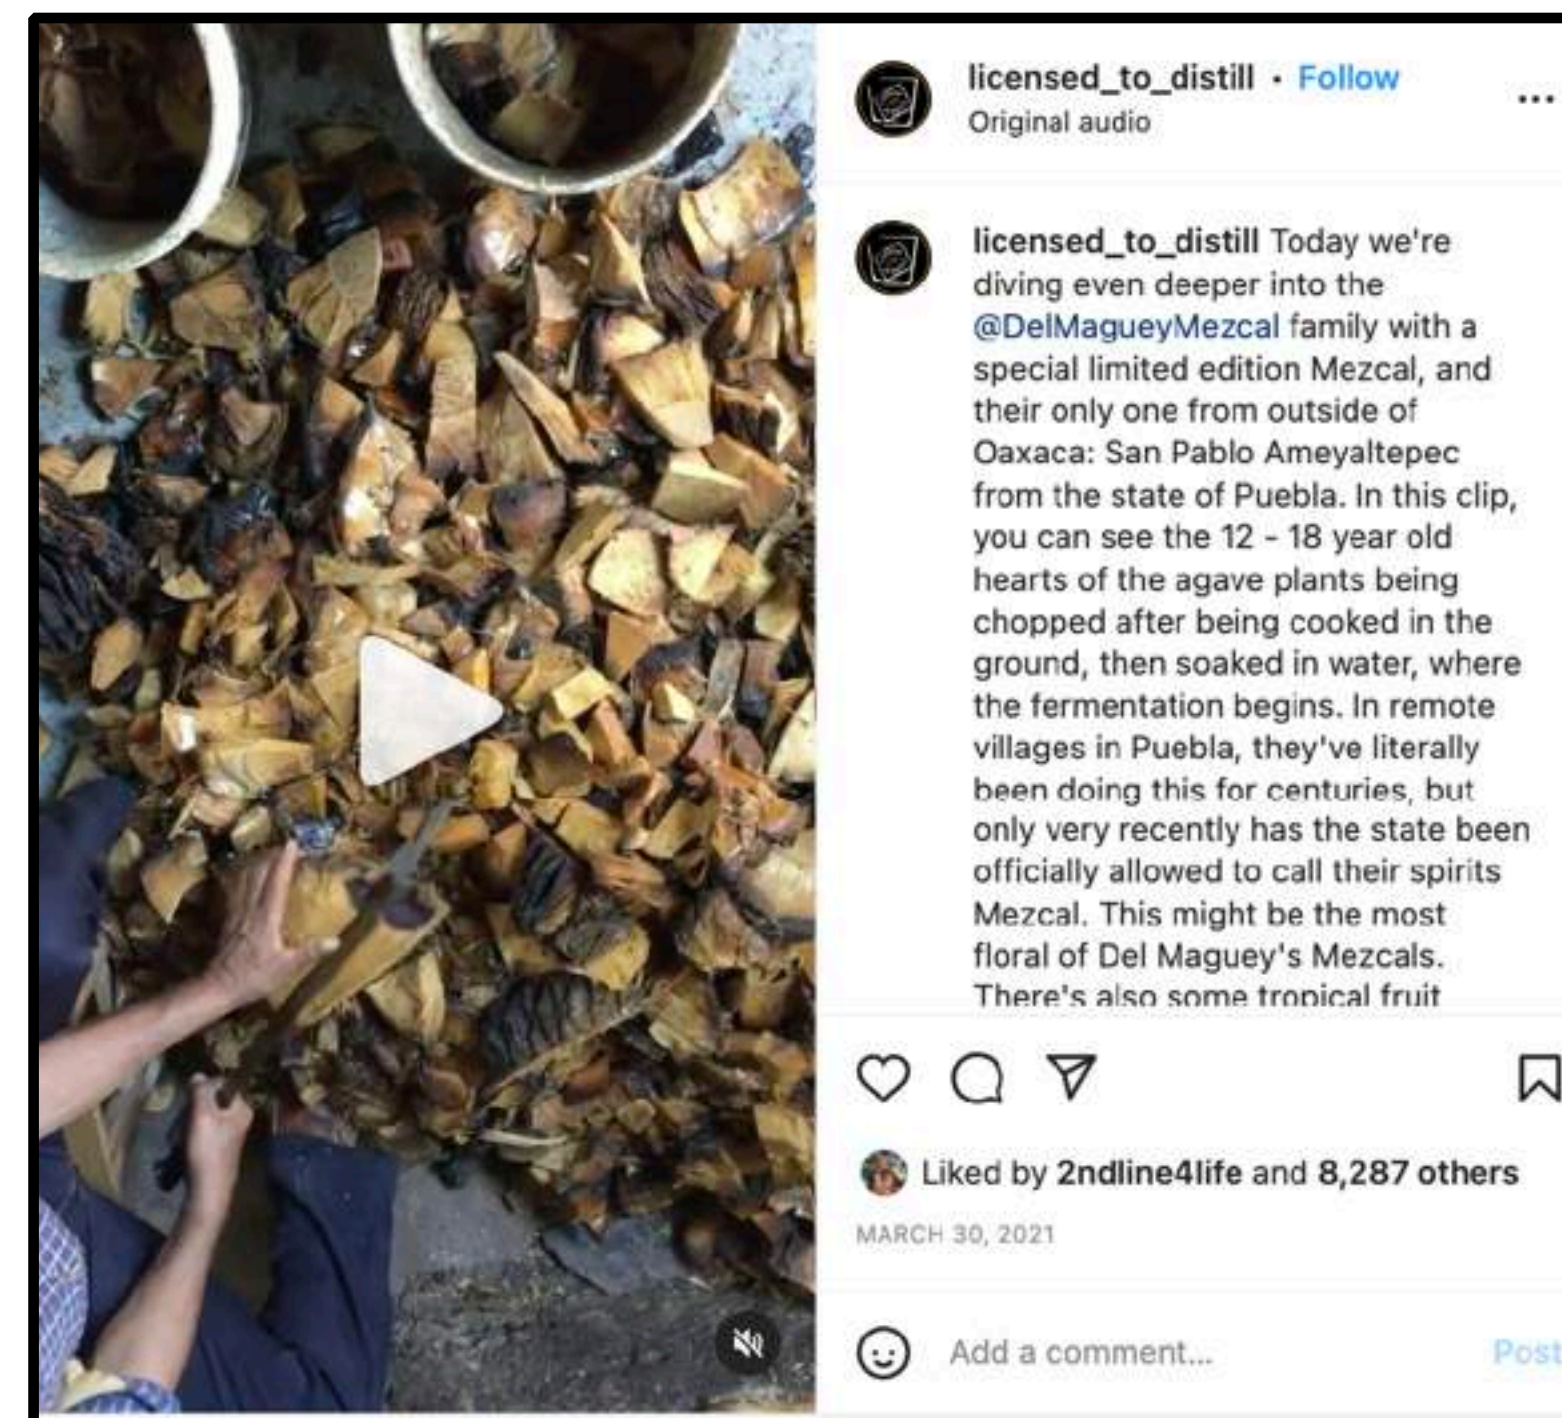 licensed_to_distill • Follow
Original audio
licensed_to_distill Today we're
diving even deeper into the
@DelMagueyMezcal family with a
special limited edition Mezcal, and
their only one from outside of
Oaxaca: San Pablo Ameyaltepec
from the state of Puebla. In this clip,
you can see the 12 - 18 year old
hearts of the agave plants being
chopped after being cooked in the
ground, then soaked in water, where
the fermentation begins. In remote
villages in Puebla, they've literally
been doing this for centuries, but
only very recently has the state been
officially allowed to call their spirits
Mezcal. This might be the most
floral of Del Maguey's Mezcals.
There's also some tropical fruit
Liked by 2ndline4life and 8,287 others
MARCH 30, 2021
Add a comment...
Post